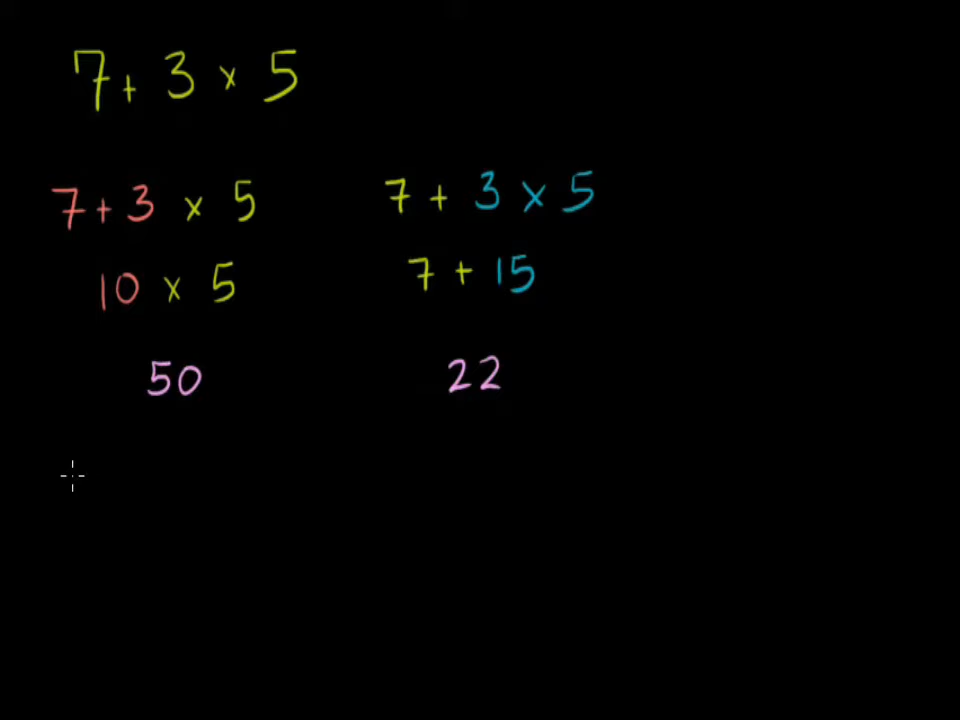 7 + 3 × 5
7 + 3 × 5
10 × 5
50
7 + 3 × 5
7 + 15
22